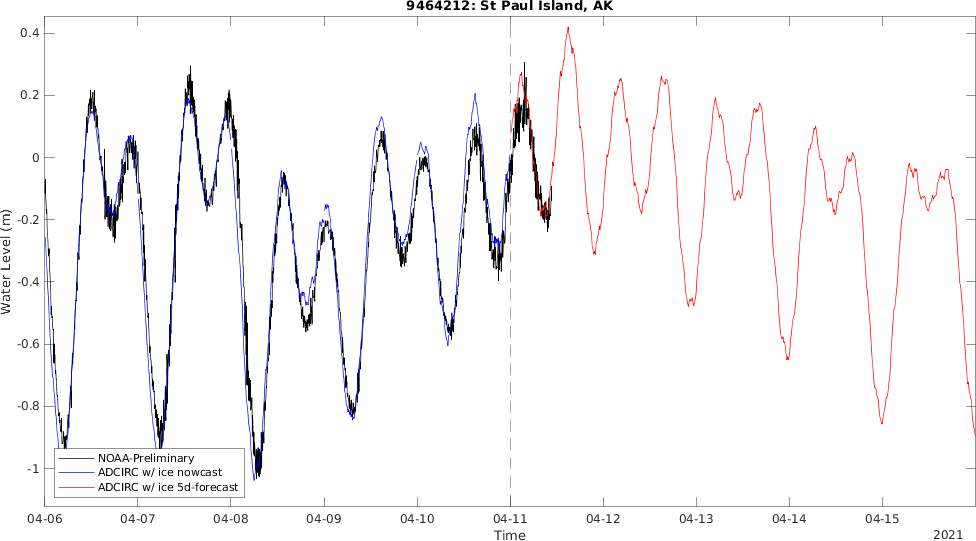 9464212: St Paul Island, AK
0.4
0.2
0
-0.2
-0.4
-0.6
-0.8
-1
Water Level (m)
NOAA-Preliminary
ADCIRC w/ ice nowcast
ADCIRC w/ ice 5d-forecast
04-06 04-07 04-08 04-09 04-10 04-11 04-12 04-13 04-14 04-15
Time
2021